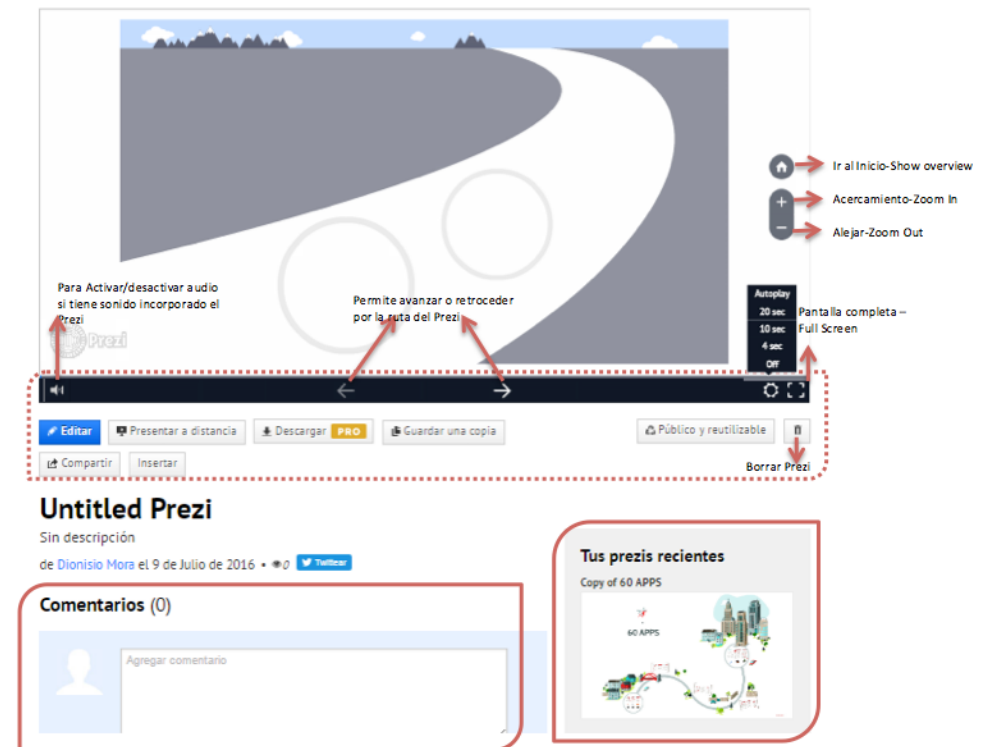 Ir al Inicio-Show overview
+
Acercamiento-Zoom In
−
Alejar-Zoom Out
Para Activar/desactivar audio
si tiene sonido incorporado el
Prezi
Prezi
Permite avanzar o retroceder
por la ruta del Prezi
Autoplay
20 sec
10 sec
4 sec
Off
Pantalla completa –
Full Screen
Editar
Presentar a distancia
Descargar PRO
Guardar una copia
Público y reutilizable
Compartir
Insertar
Borrar Prezi
Untitled Prezi
Sin descripción
de Dionisio Mora el 9 de Julio de 2016 • 0 Twittear
Comentarios (0)
Agregar comentario
Tus prezis recientes
Copy of 60 APPS
60 APPS